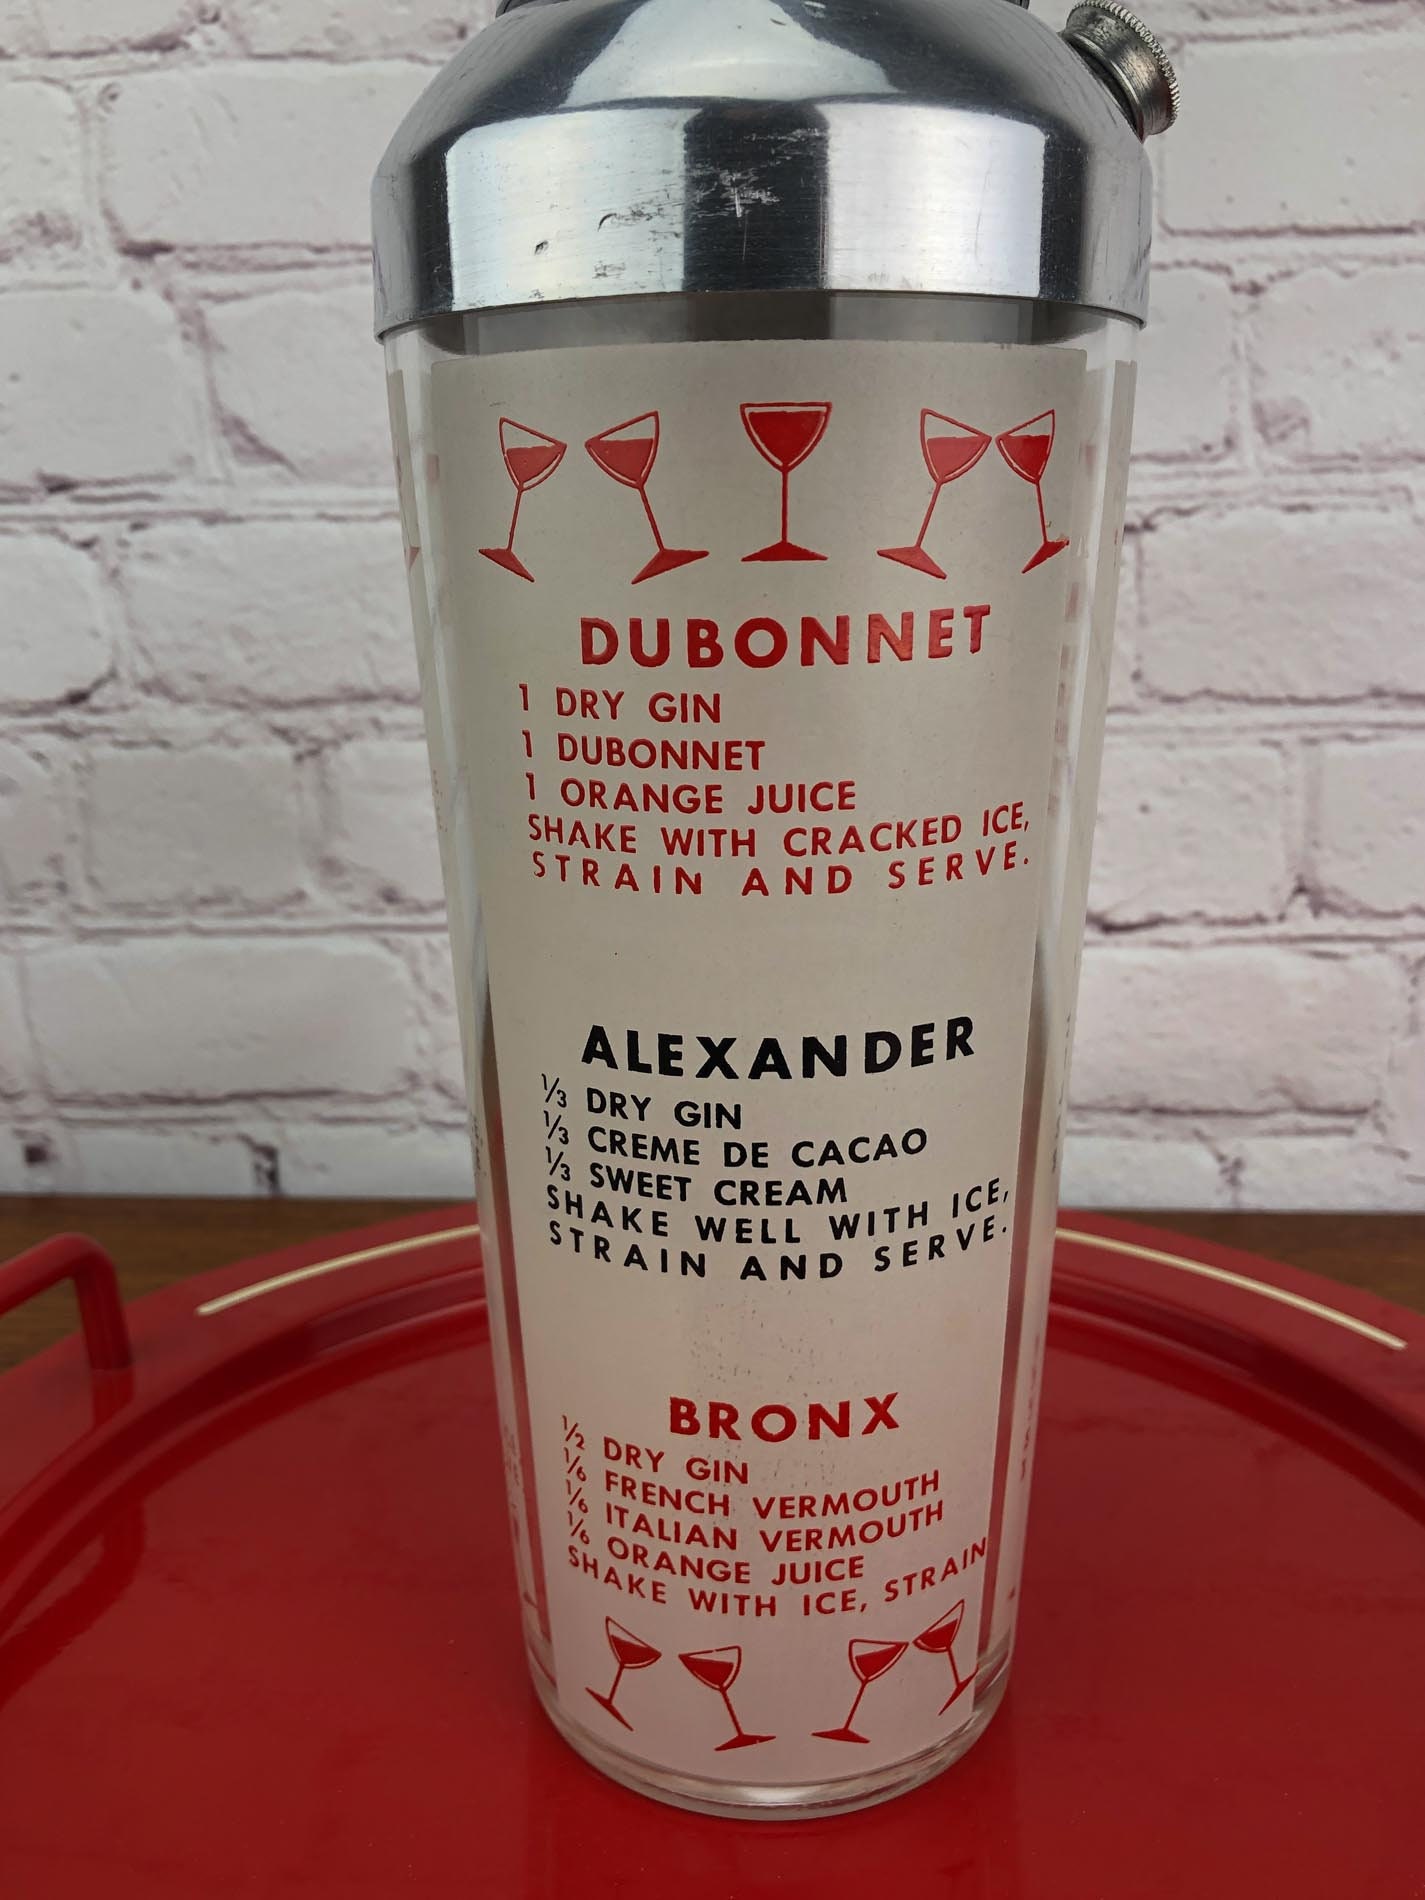 DUBONNET
1 DRY GIN
1 DUBONNET
1 ORANGE JUICE
SHAKE WITH CRACKED ICE,
STRAIN AND SERVE.
ALEXANDER
1/3 DRY GIN
1/3 CREME DE CACAO
1/3 SWEET CREAM
SHAKE WELL WITH ICE,
STRAIN AND SERVE.
BRONX
1/2 DRY GIN
1/6 FRENCH VERMOUTH
1/6 ITALIAN VERMOUTH
1/6 ORANGE JUICE
SHAKE WITH ICE, STRAIN